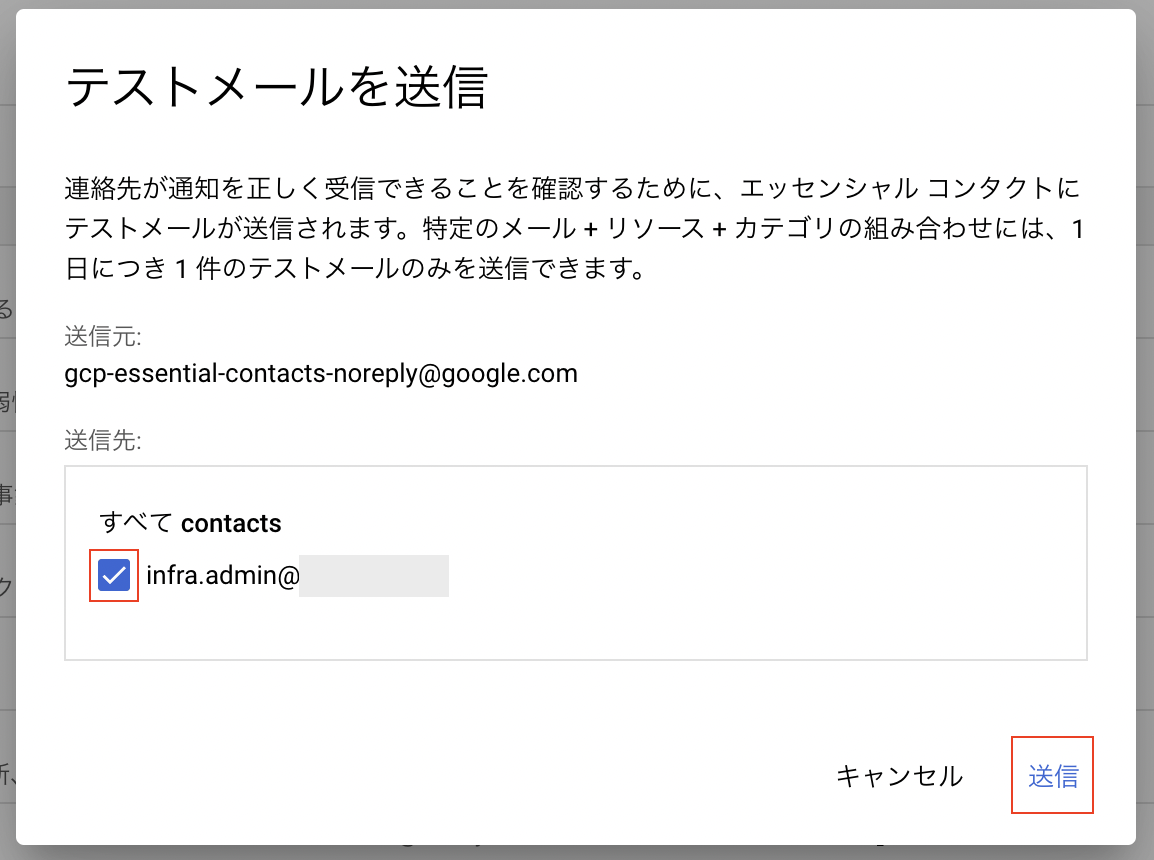 テストメールを送信
連絡先が通知を正しく受信できることを確認するために、エッセンシャル コンタクトに
テストメールが送信されます。特定のメール + リソース + カテゴリの組み合わせには、1
日につき 1 件のテストメールのみを送信できます。
送信元:
gcp-essential-contacts-noreply@google.com
送信先:
すべて contacts
infra.admin@
キャンセル
送信
る
事
ク